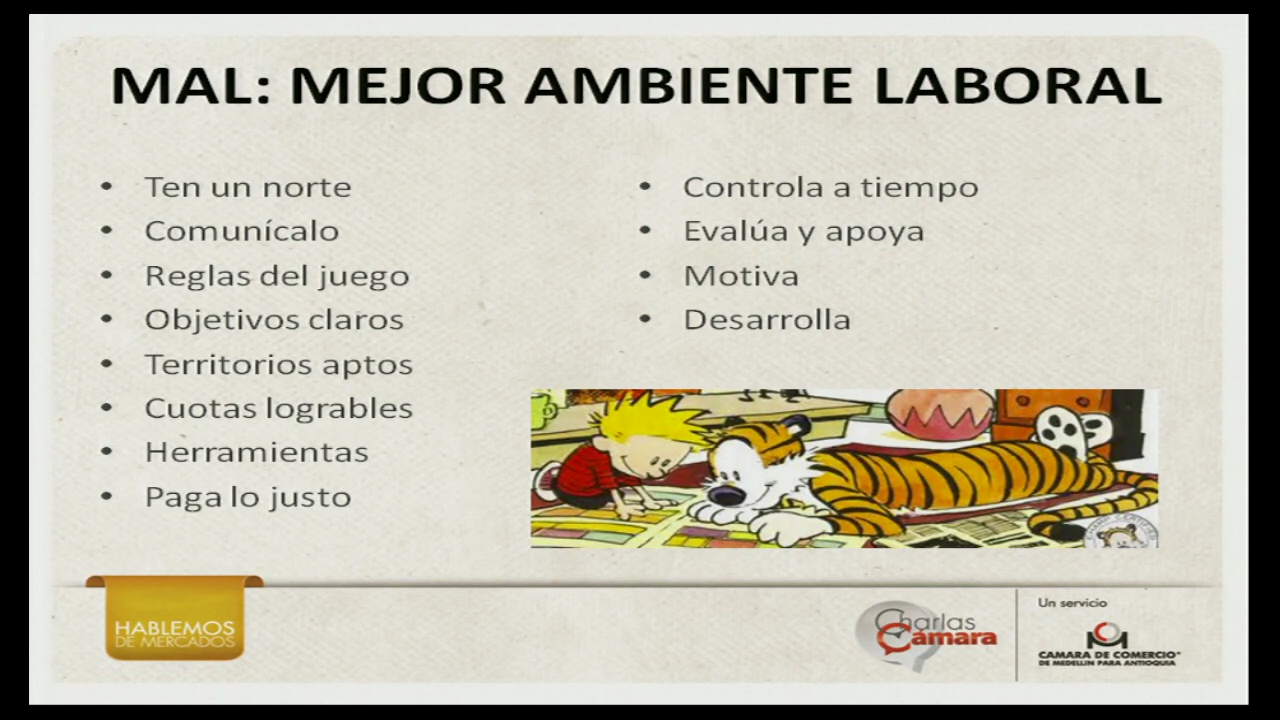 MAL: MEJOR AMBIENTE LABORAL
• Ten un norte
• Comunícalo
• Reglas del juego
• Objetivos claros
• Territorios aptos
• Cuotas logrables
• Herramientas
• Paga lo justo
• Controla a tiempo
• Evalúa y apoya
• Motiva
• Desarrolla
HABLEMOS
DE MERCADOS
Charlas
Cámara
Un servicio
CAMARA DE COMERCIO
DE MEDELLIN PARA ANTIOQUIA